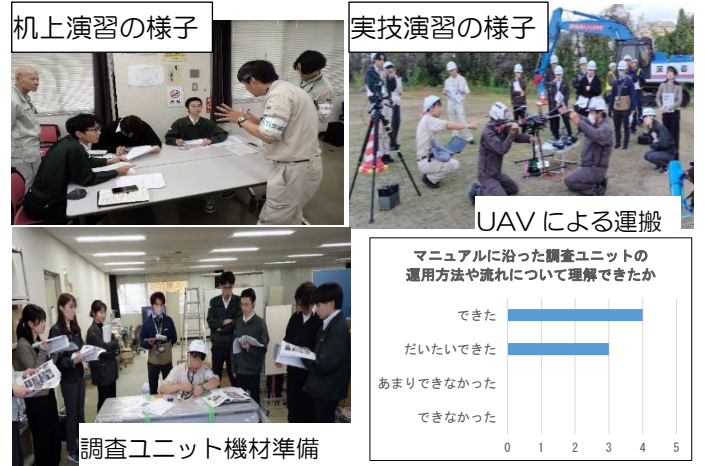 机上演習の様子
実技演習の様子
UAVによる運搬
調査ユニット機材準備
マニュアルに沿った調査ユニットの
運用方法や流れについて理解できたか
できた
だいたいできた
あまりできなかった
できなかった
0 1 2 3 4 5